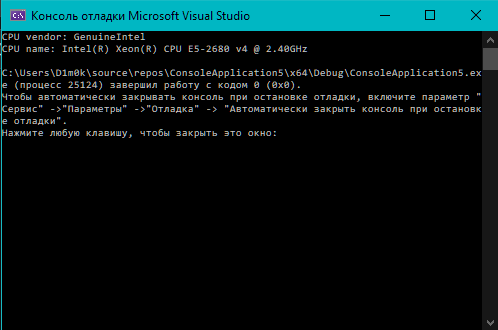 Консоль отладки Microsoft Visual Studio
CPU vendor: GenuineIntel
CPU name: Intel(R) Xeon(R) CPU E5-2680 v4 @ 2.40GHz
C:\Users\D1m0k\source\repos\ConsoleApplication5\x64\Debug\ConsoleApplication5.ex
e (процесс 25124) завершил работу с кодом 0 (0x0).
Чтобы автоматически закрывать консоль при остановке отладки, включите параметр "
Сервис" ->"Параметры" ->"Отладка" -> "Автоматически закрыть консоль при остановк
е отладки".
Нажмите любую клавишу, чтобы закрыть это окно: